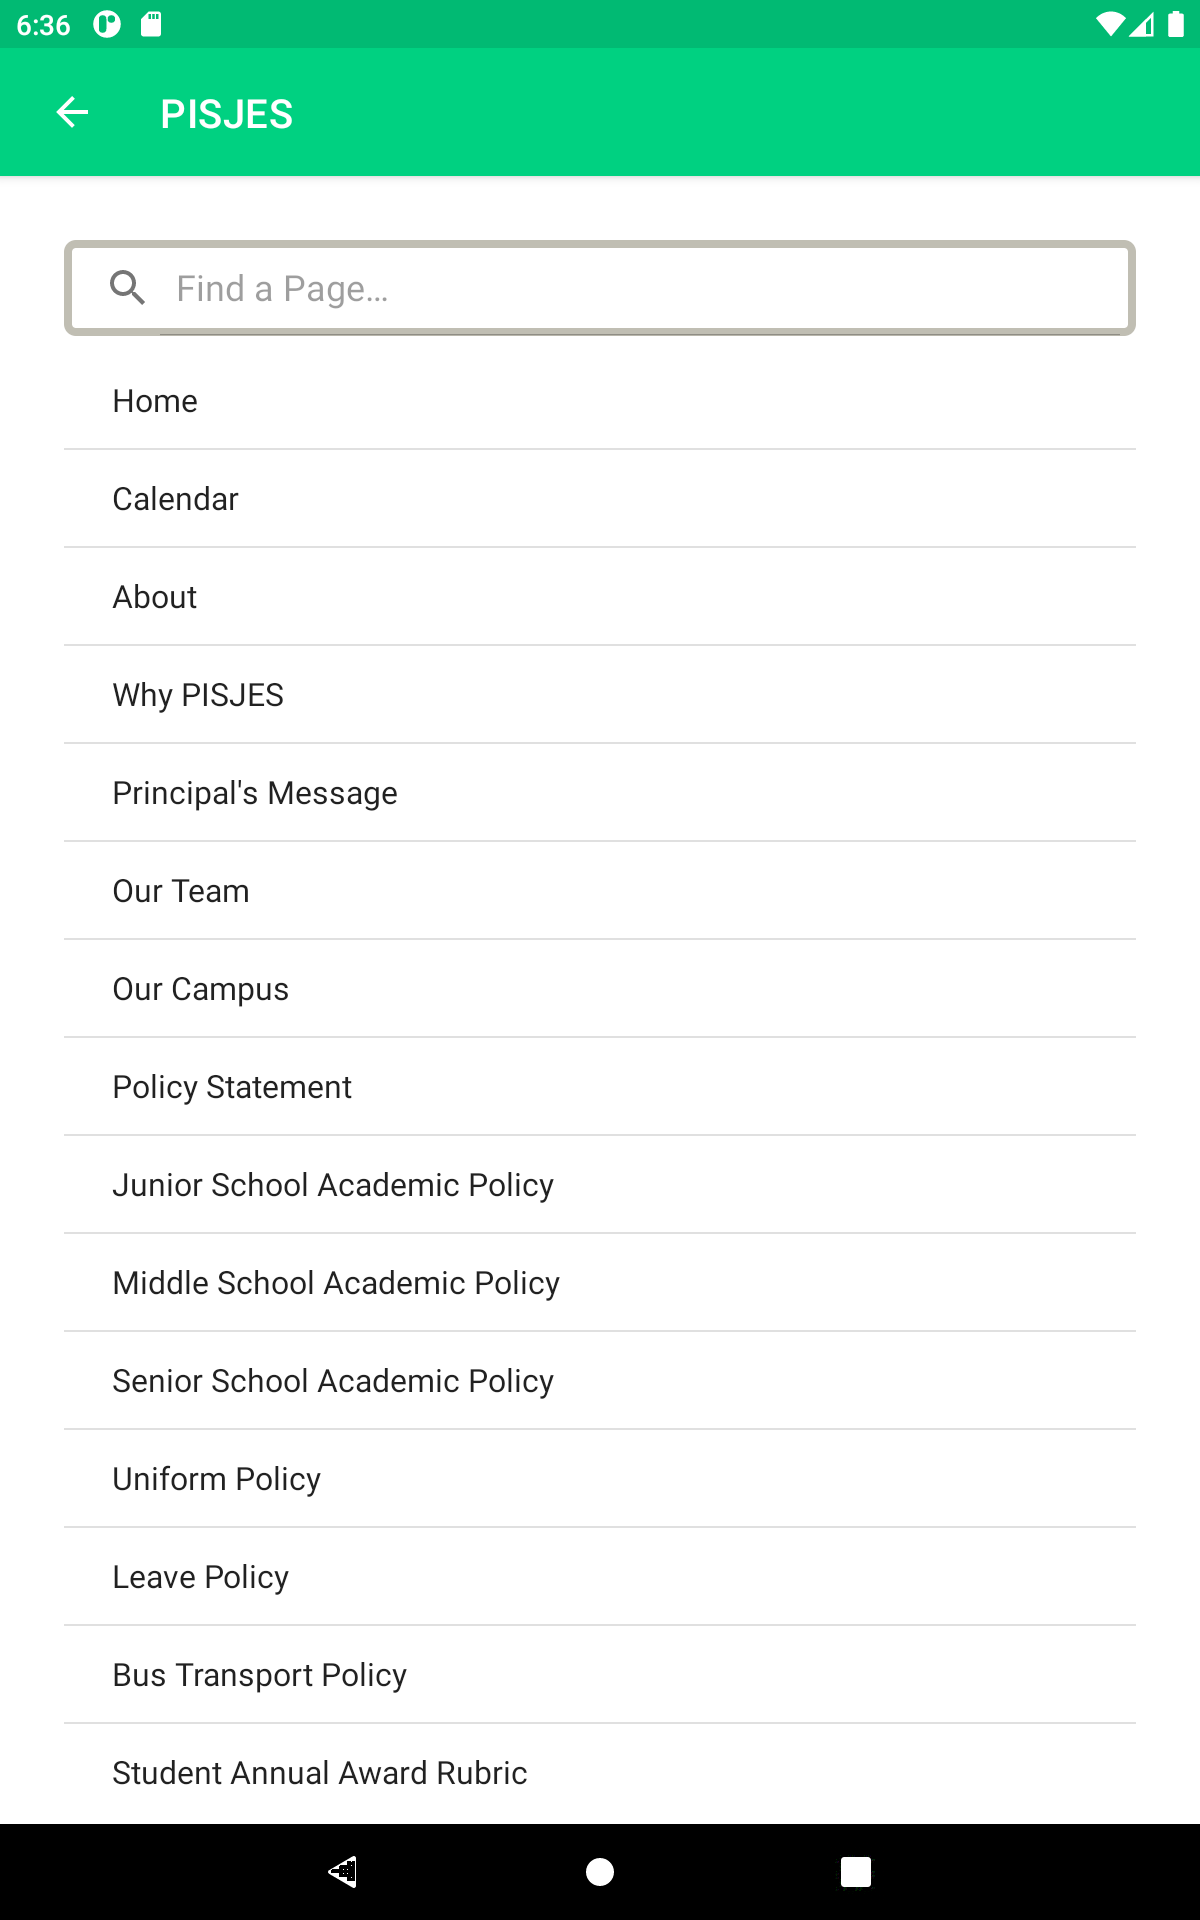 6:36
PISJES
Find a Page...
Home
Calendar
About
Why PISJES
Principal's Message
Our Team
Our Campus
Policy Statement
Junior School Academic Policy
Middle School Academic Policy
Senior School Academic Policy
Uniform Policy
Leave Policy
Bus Transport Policy
Student Annual Award Rubric